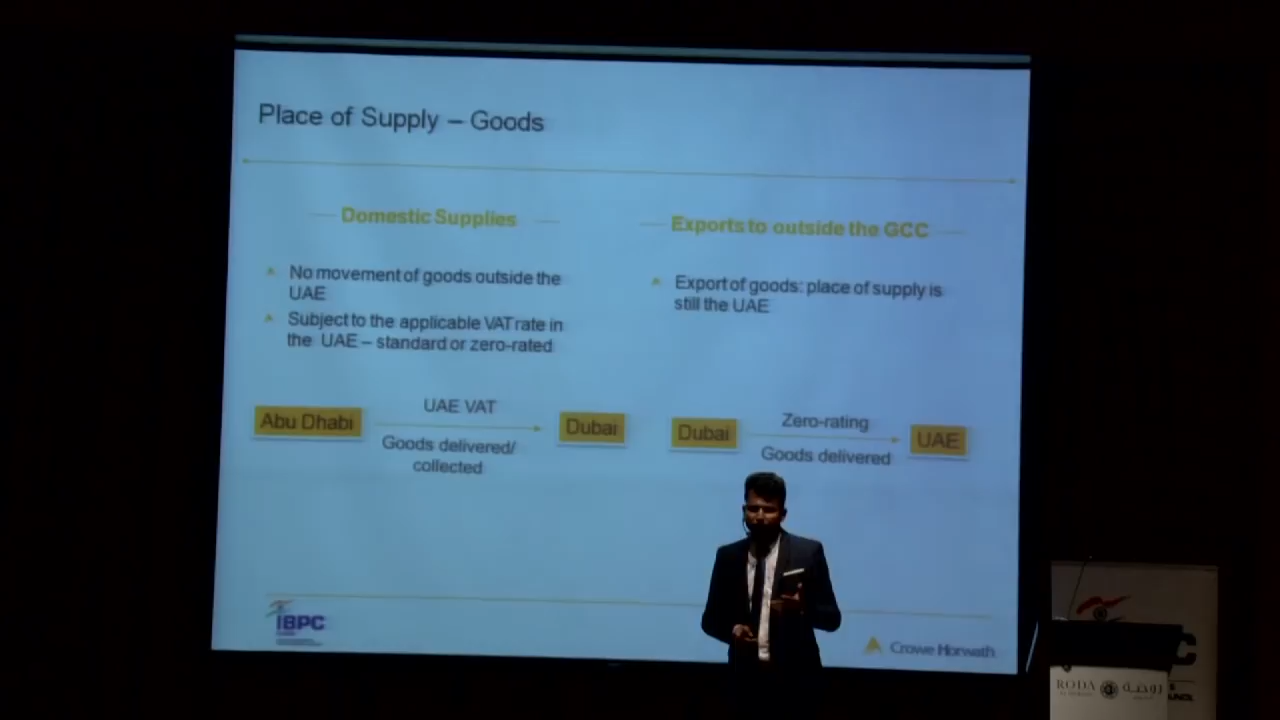 Place of Supply – Goods
Domestic Supplies
No movement of goods outside the
UAE
Subject to the applicable VAT rate in
the UAE – standard or zero-rated
Abu Dhabi
UAE VAT
Goods delivered/
collected
Dubai
Exports to outside the GCC
Export of goods: place of supply is
still the UAE
Dubai
Zero-rating
Goods delivered
UAE
IBPC
Crowe Horwath
RODA
روضة